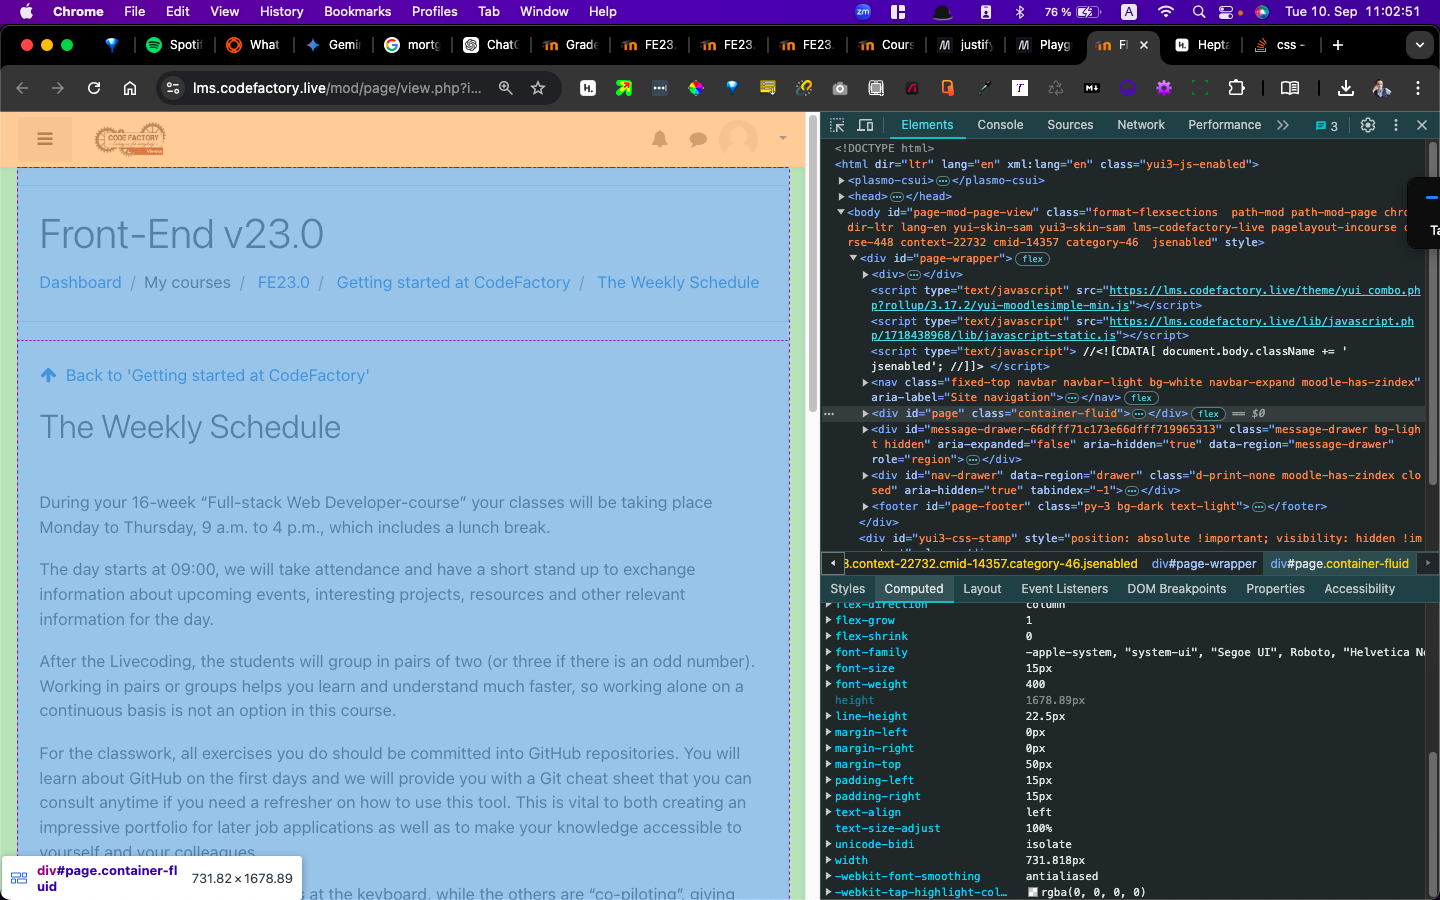 Chrome File Edit View History Bookmarks Profiles Tab Window Help zm 76 % A Tue 10. Sep 11:02:51
Spotif What Gemi mortg ChatG Grade FE23. FE23. FE23. Cours justify Playg Fl Hepta css -
lms.codefactory.live/mod/page/view.php?i...
CODE FACTORY
Front-End v23.0
Dashboard / My courses / FE23.0 / Getting started at CodeFactory / The Weekly Schedule
Back to 'Getting started at CodeFactory'
The Weekly Schedule
During your 16-week “Full-stack Web Developer-course” your classes will be taking place
Monday to Thursday, 9 a.m. to 4 p.m., which includes a lunch break.
The day starts at 09:00, we will take attendance and have a short stand up to exchange
information about upcoming events, interesting projects, resources and other relevant
information for the day.
After the Livecoding, the students will group in pairs of two (or three if there is an odd number).
Working in pairs or groups helps you learn and understand much faster, so working alone on a
continuous basis is not an option in this course.
For the classwork, all exercises you do should be committed into GitHub repositories. You will
learn about GitHub on the first days and we will provide you with a Git cheat sheet that you can
consult anytime if you need a refresher on how to use this tool. This is vital to both creating an
impressive portfolio for later job applications as well as to make your knowledge accessible to
yourself and your colleagues.
s at the keyboard, while the others are “co-piloting”, giving
div#page.container-fl
uid
731.82 × 1678.89
Elements Console Sources Network Performance 3
<!DOCTYPE html>
<html dir="ltr" lang="en" xml:lang="en" class="yui3-js-enabled">
<plasmo-csui>…</plasmo-csui>
<head>…</head>
<body id="page-mod-page-view" class="format-flexsections  path-mod path-mod-page chro
dir-ltr lang-en yui-skin-sam yui3-skin-sam lms-codefactory-live pagelayout-incourse c
rse-448 context-22732 cmid-14357 category-46  jsenabled" style>
<div id="page-wrapper"> flex
<div>…</div>
<script type="text/javascript" src="https://lms.codefactory.live/theme/yui_combo.ph
p?rollup/3.17.2/yui-moodlesimple-min.js"></script>
<script type="text/javascript" src="https://lms.codefactory.live/lib/javascript.ph
p/1718438968/lib/javascript-static.js"></script>
<script type="text/javascript"> //<![CDATA[ document.body.className += '
jsenabled'; //]]> </script>
<nav class="fixed-top navbar navbar-light bg-white navbar-expand moodle-has-zindex"
aria-label="Site navigation">…</nav> flex
<div id="page" class="container-fluid">…</div> flex == $0
<div id="message-drawer-66dfff71c173e66dfff719965313" class="message-drawer bg-ligh
t hidden" aria-expanded="false" aria-hidden="true" data-region="message-drawer"
role="region">…</div>
<div id="nav-drawer" data-region="drawer" class="d-print-none moodle-has-zindex clo
sed" aria-hidden="true" tabindex="-1">…</div>
<footer id="page-footer" class="py-3 bg-dark text-light">…</footer>
</div>
<div id="yui3-css-stamp" style="position: absolute !important; visibility: hidden !im
Ta
3.context-22732.cmid-14357.category-46.jsenabled div#page-wrapper div#page.container-fluid
Styles Computed Layout Event Listeners DOM Breakpoints Properties Accessibility
flex-direction column
flex-grow 1
flex-shrink 0
font-family -apple-system, "system-ui", "Segoe UI", Roboto, "Helvetica Ne
font-size 15px
font-weight 400
height 1678.89px
line-height 22.5px
margin-left 0px
margin-right 0px
margin-top 50px
padding-left 15px
padding-right 15px
text-align left
text-size-adjust 100%
unicode-bidi isolate
width 731.818px
-webkit-font-smoothing antialiased
-webkit-tap-highlight-col… rgba(0, 0, 0, 0)